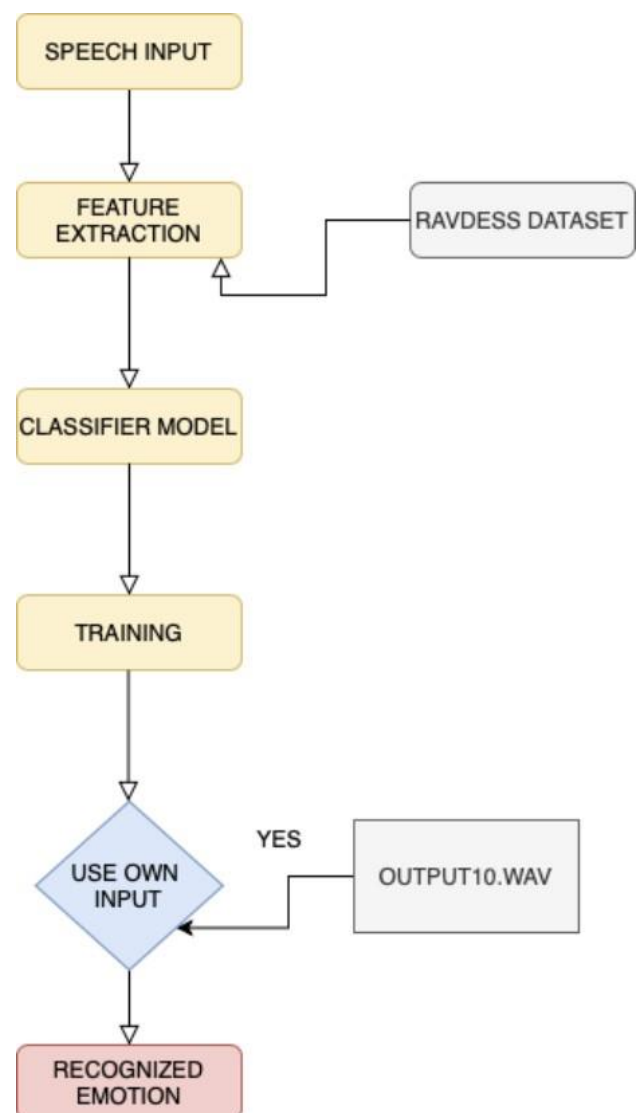 SPEECH INPUT
FEATURE
EXTRACTION
RAVDESS DATASET
CLASSIFIER MODEL
TRAINING
USE OWN
INPUT
YES
OUTPUT10.WAV
RECOGNIZED
EMOTION